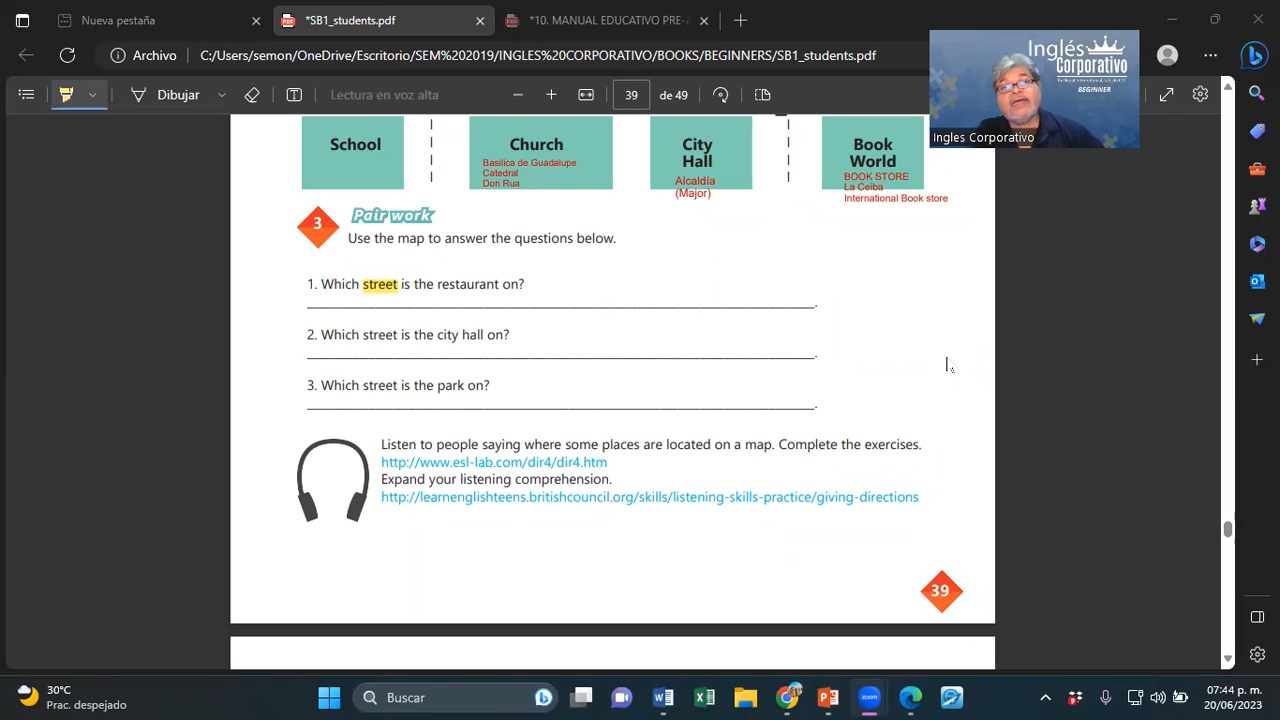 Nueva pestaña
*SB1_students.pdf
*10. MANUAL EDUCATIVO PRE-A
Archivo
C:/Users/semon/OneDrive/Escritorio/SEM%202019/INGLES%20CORPORATIVO/BOOKS/BEGINNERS/SB1_students.pdf
Dibujar
Lectura en voz alta
39
de 49
Inglés
Corporativo
BEGINNER
Ingles Corporativo
School
Church
Basilica de Guadalupe
Catedral
Don Rua
City
Hall
Alcaldía
(Major)
Book
World
BOOK STORE
La Ceiba
International Book store
3
Pair work
Use the map to answer the questions below.
1. Which street is the restaurant on?
2. Which street is the city hall on?
3. Which street is the park on?
Listen to people saying where some places are located on a map. Complete the exercises.
http://www.esl-lab.com/dir4/dir4.htm
Expand your listening comprehension.
http://learnenglishteens.britishcouncil.org/skills/listening-skills-practice/giving-directions
39
30°C
Prac. despejado
Buscar
07:44 p. m.
20/06/2023